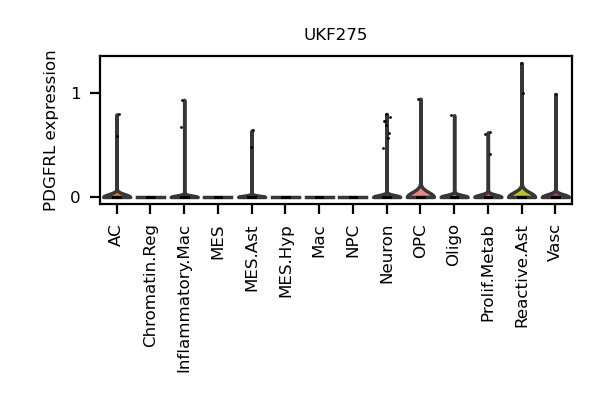 UKF275
PDGFRL expression
1
0
AC
Chromatin.Reg
Inflammatory.Mac
MES
MES.Ast
MES.Hyp
Mac
NPC
Neuron
OPC
Oligo
Prolif.Metab
Reactive.Ast
Vasc